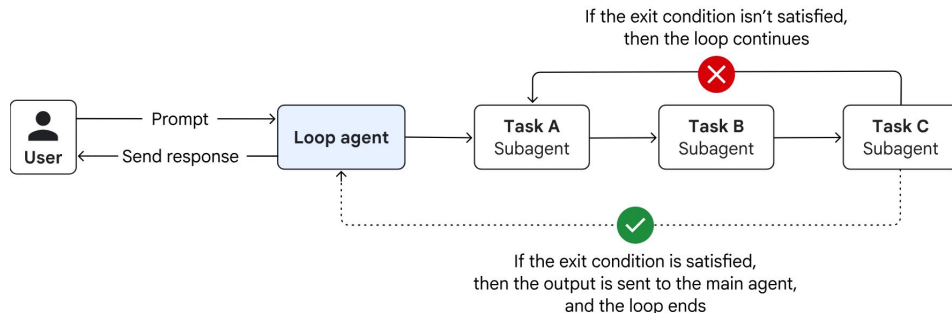 If the exit condition isn’t satisfied,
then the loop continues
Prompt
Send response
User
Loop agent
Task A
Subagent
Task B
Subagent
Task C
Subagent
If the exit condition is satisfied,
then the output is sent to the main agent,
and the loop ends